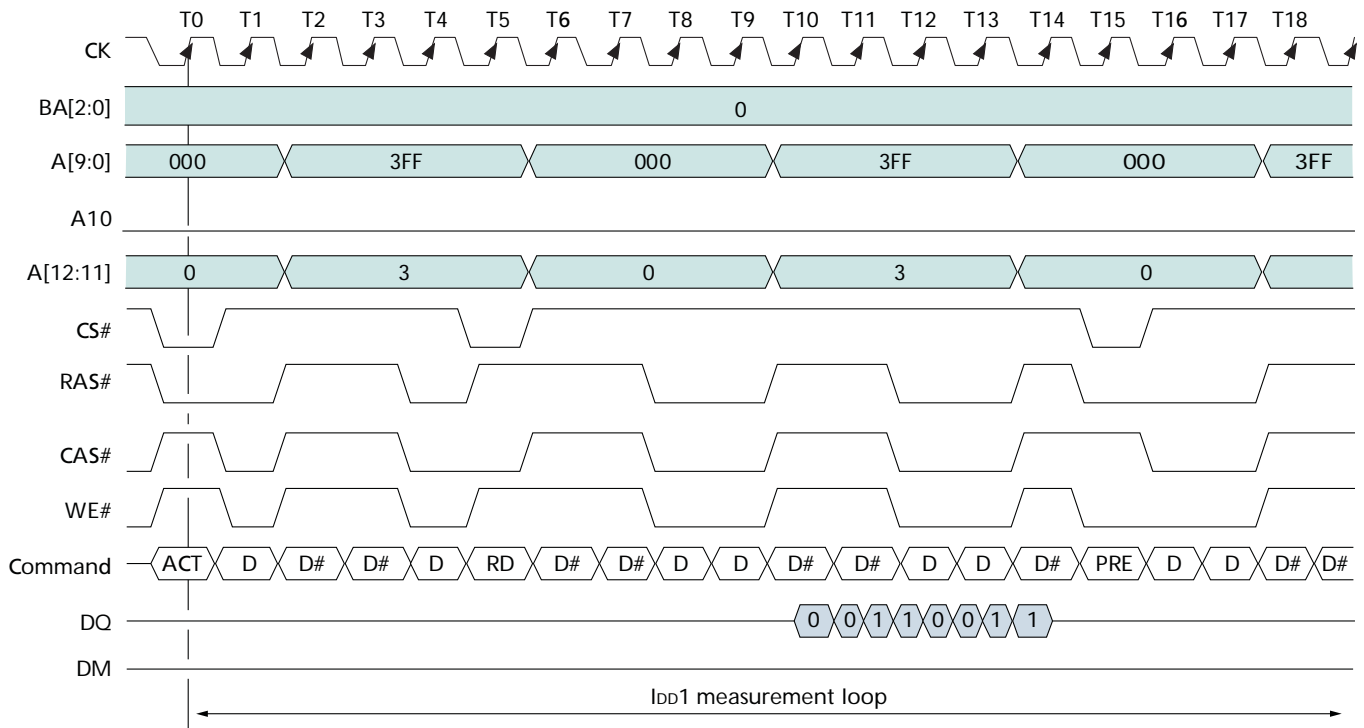 T0 T1 T2 T3 T4 T5 T6 T7 T8 T9 T10 T11 T12 T13 T14 T15 T16 T17 T18
CK
BA[2:0] 0
A[9:0] 000 3FF 000 3FF 000 3FF
A10
A[12:11] 0 3 0 3 0
CS#
RAS#
CAS#
WE#
Command ACT D D# D# D RD D# D# D D D# D# D D D# PRE D D D# D#
DQ 0 0 1 1 0 0 1 1
DM
IDD1 measurement loop